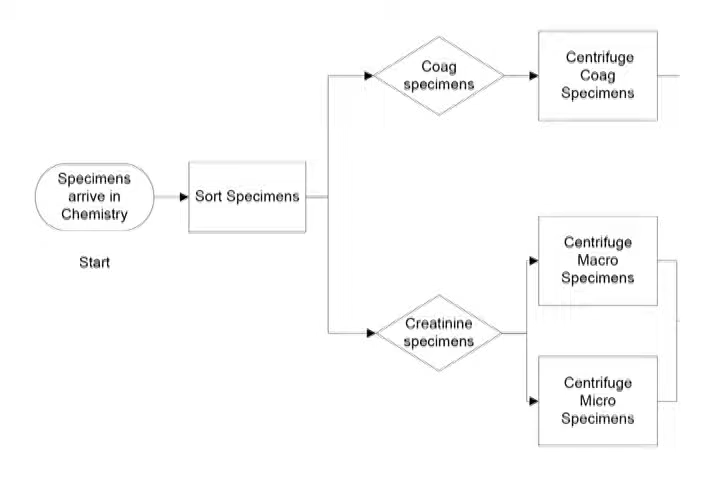 Coag
specimens
Centrifuge
Coag
Specimens
Specimens
arrive in
Chemistry
Sort Specimens
Start
Creatinine
specimens
Centrifuge
Macro
Specimens
Centrifuge
Micro
Specimens